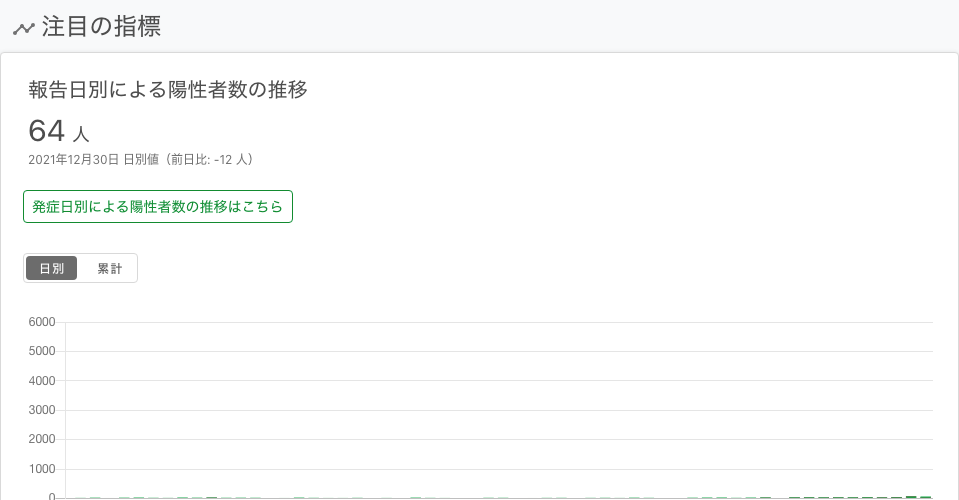 注目の指標
報告日別による陽性者数の推移
64 人
2021年12月30日 日別値（前日比: -12 人）
発症日別による陽性者数の推移はこちら
日別 累計
6000
5000
4000
3000
2000
1000
0